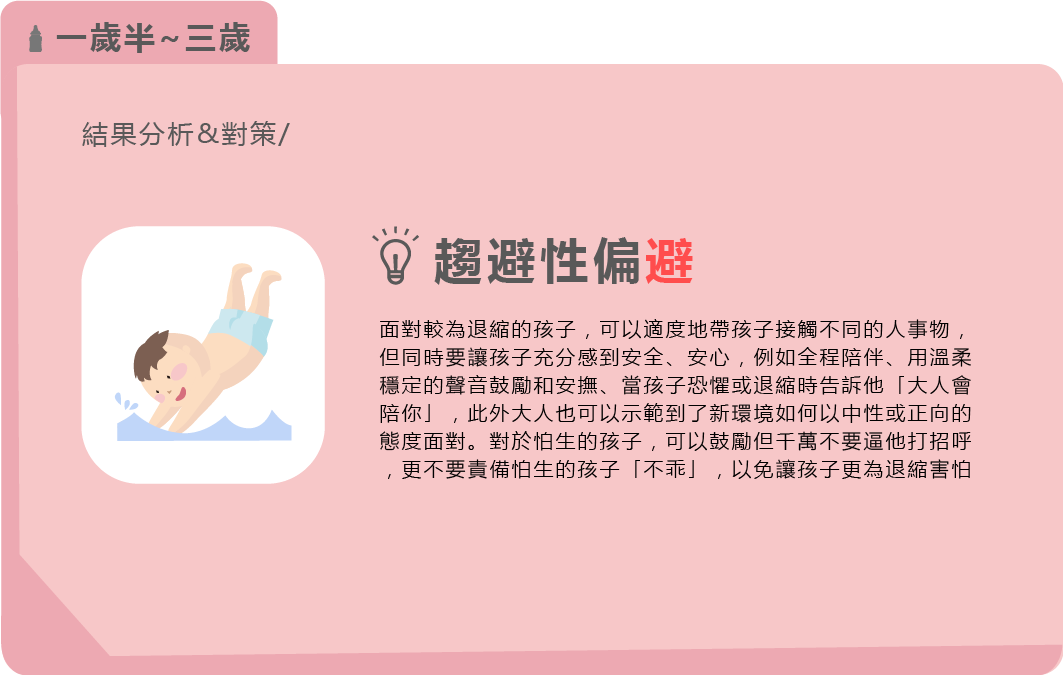 一歲半~三歲
結果分析&對策/
趨避性偏避
面對較為退縮的孩子，可以適度地帶孩子接觸不同的人事物，
但同時要讓孩子充分感到安全、安心，例如全程陪伴、用溫柔
穩定的聲音鼓勵和安撫、當孩子恐懼或退縮時告訴他「大人會
陪你」，此外大人也可以示範到了新環境如何以中性或正向的
態度面對。對於怕生的孩子，可以鼓勵但千萬不要逼他打招呼
，更不要責備怕生的孩子「不乖」，以免讓孩子更為退縮害怕